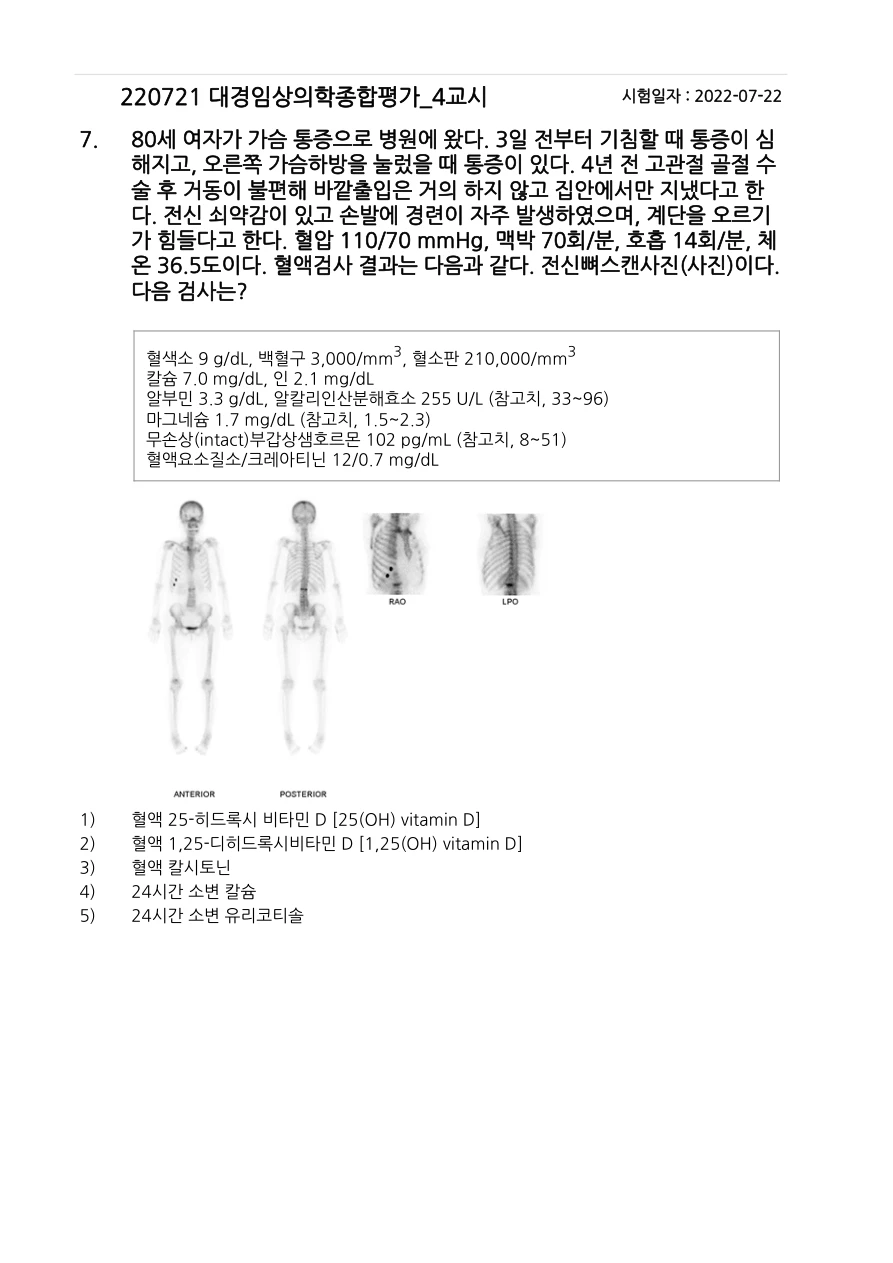 220721 대경임상의학종합평가_4교시 시험일자 : 2022-07-22
7. 80세 여자가 가슴 통증으로 병원에 왔다. 3일 전부터 기침할 때 통증이 심
해지고, 오른쪽 가슴하방을 눌렀을 때 통증이 있다. 4년 전 고관절 골절 수
술 후 거동이 불편해 바깥출입은 거의 하지 않고 집안에서만 지냈다고 한
다. 전신 쇠약감이 있고 손발에 경련이 자주 발생하였으며, 계단을 오르기
가 힘들다고 한다. 혈압 110/70 mmHg, 맥박 70회/분, 호흡 14회/분, 체
온 36.5도이다. 혈액검사 결과는 다음과 같다. 전신뼈스캔사진(사진)이다.
다음 검사는?
혈색소 9 g/dL, 백혈구 3,000/mm3, 혈소판 210,000/mm3
칼슘 7.0 mg/dL, 인 2.1 mg/dL
알부민 3.3 g/dL, 알칼리인산분해효소 255 U/L (참고치, 33~96)
마그네슘 1.7 mg/dL (참고치, 1.5~2.3)
무손상(intact)부갑상샘호르몬 102 pg/mL (참고치, 8~51)
혈액요소질소/크레아티닌 12/0.7 mg/dL
RAO LPO
ANTERIOR POSTERIOR
1) 혈액 25-히드록시 비타민 D [25(OH) vitamin D]
2) 혈액 1,25-디히드록시비타민 D [1,25(OH) vitamin D]
3) 혈액 칼시토닌
4) 24시간 소변 칼슘
5) 24시간 소변 유리코티솔